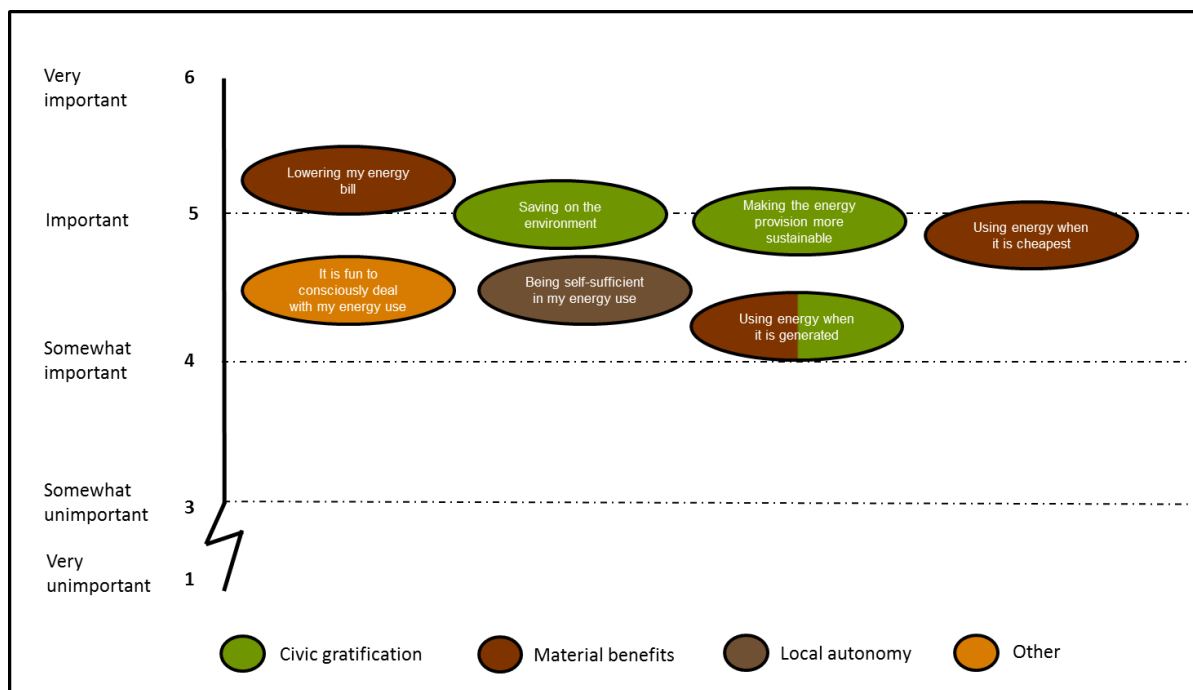 Very
important
6
Lowering my energy
bill
Important
5
Saving on the
environment
Making the energy
provision more
sustainable
Using energy when
it is cheapest
It is fun to
consciously deal
with my energy use
Being self-sufficient
in my energy use
Using energy when
it is generated
Somewhat
important
4
Somewhat
unimportant
3
Very
unimportant
1
Civic gratification
Material benefits
Local autonomy
Other